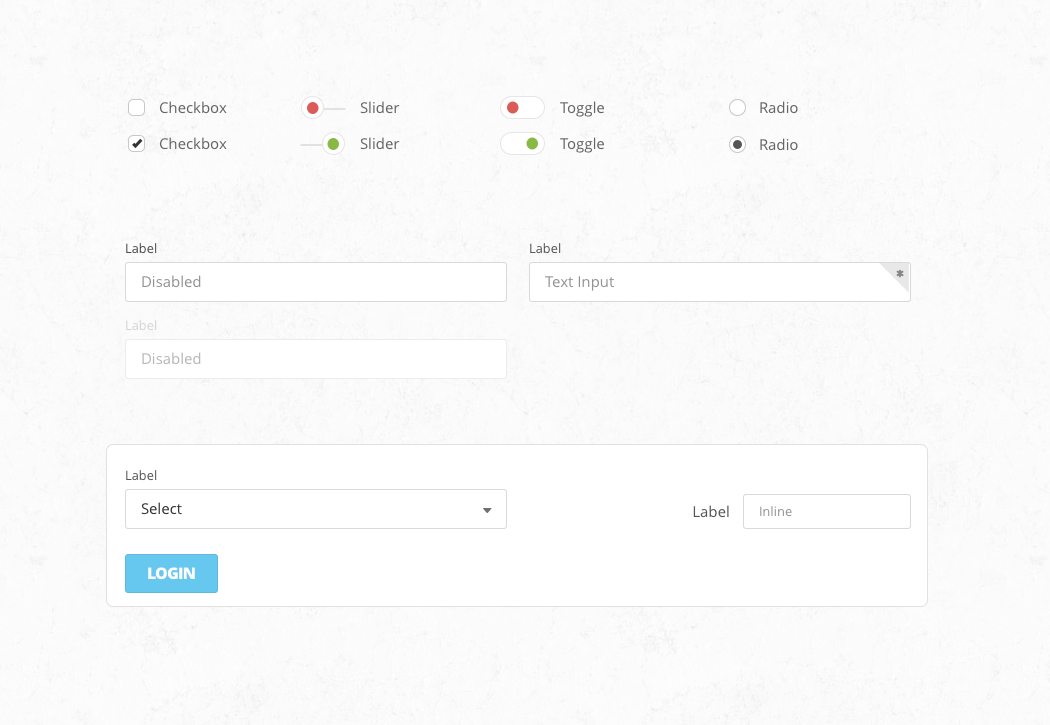 Checkbox Slider Toggle Radio
Checkbox Slider Toggle Radio
Label Label
Disabled Text Input *
Label
Disabled
Label
Select Label Inline
LOGIN